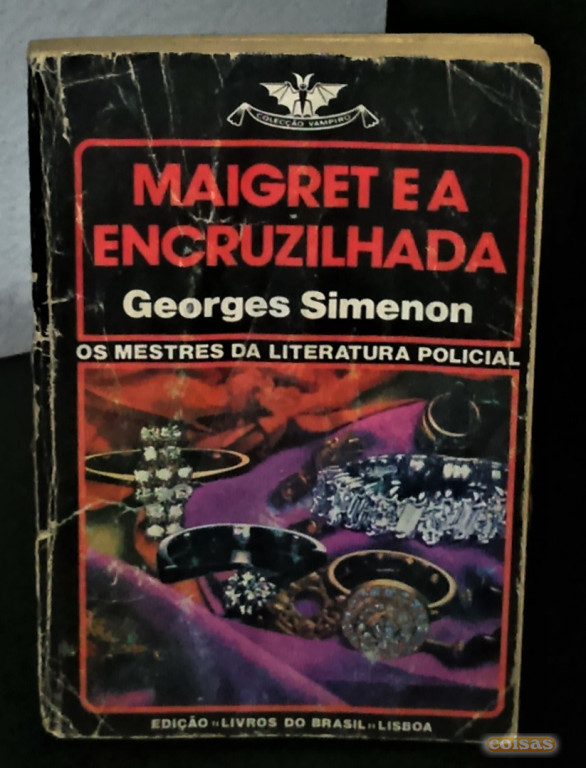 COLECÇÃO VAMPIRO
MAIGRET E A
ENCRUZILHADA
Georges Simenon
OS MESTRES DA LITERATURA POLICIAL
EDIÇÃO "LIVROS DO BRASIL" LISBOA
coisas